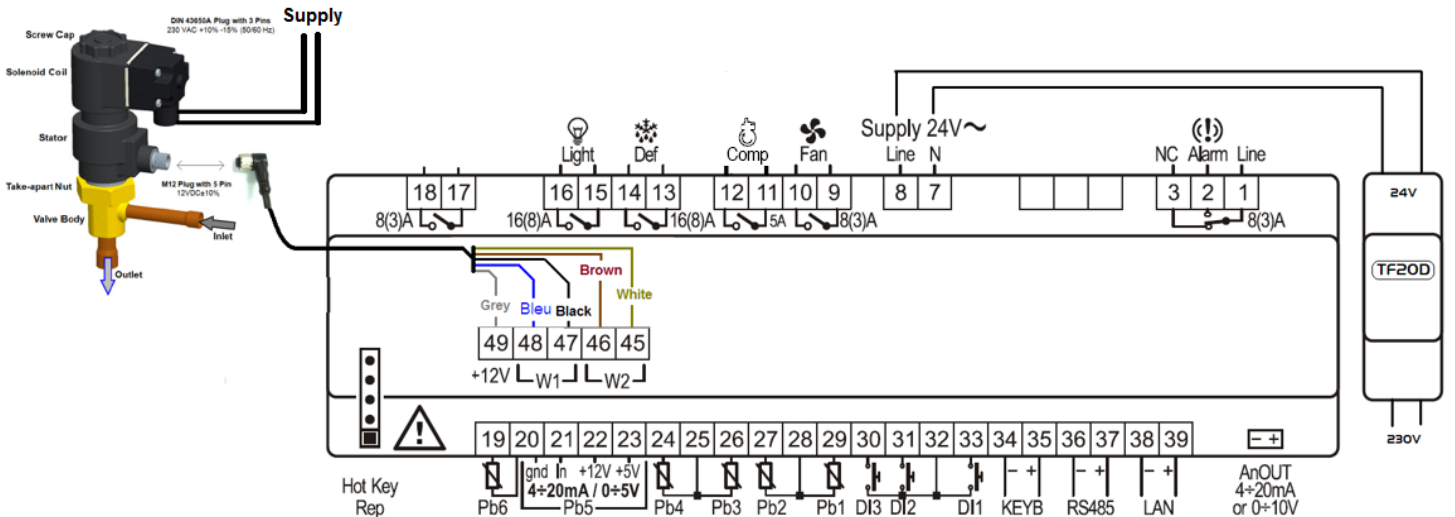 DIN 43650A Plug with 3 Pins
230 VAC +10% -15% (50/60 Hz)
Supply
Screw Cap
Solenoid Coil
Stator
M12 Plug with 5 Pin
12VDC±10%
Take-apart Nut
Valve Body
Inlet
Outlet
Light Def Comp Fan Supply 24V~ Line N NC Alarm Line
18 17 16 15 14 13 12 11 10 9 8 7 3 2 1
8(3)A 16(8)A 16(8)A 5A 8(3)A 8(3)A
24V
TF20D
230V
Brown
White
Grey Bleu Black
49 48 47 46 45
+12V W1 W2
19 20 21 22 23 24 25 26 27 28 29 30 31 32 33 34 35 36 37 38 39 - +
gnd In +12V +5V - + - + - +
4÷20mA / 0÷5V
Pb6 Pb5 Pb4 Pb3 Pb2 Pb1 DI3 DI2 DI1 KEYB RS485 LAN
Hot Key
Rep
AnOUT
4÷20mA
or 0÷10V